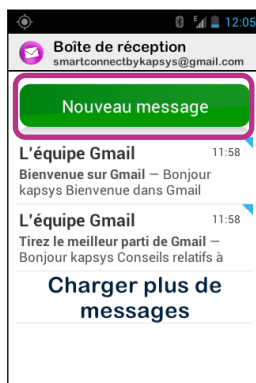 12:05
Boîte de réception
smartconnectbykapsys@gmail.com
Nouveau message
L'équipe Gmail 11:58
Bienvenue sur Gmail — Bonjour
kapsys Bienvenue dans Gmail
L'équipe Gmail 11:58
Tirez le meilleur parti de Gmail —
Bonjour kapsys Conseils relatifs à
Charger plus de
messages